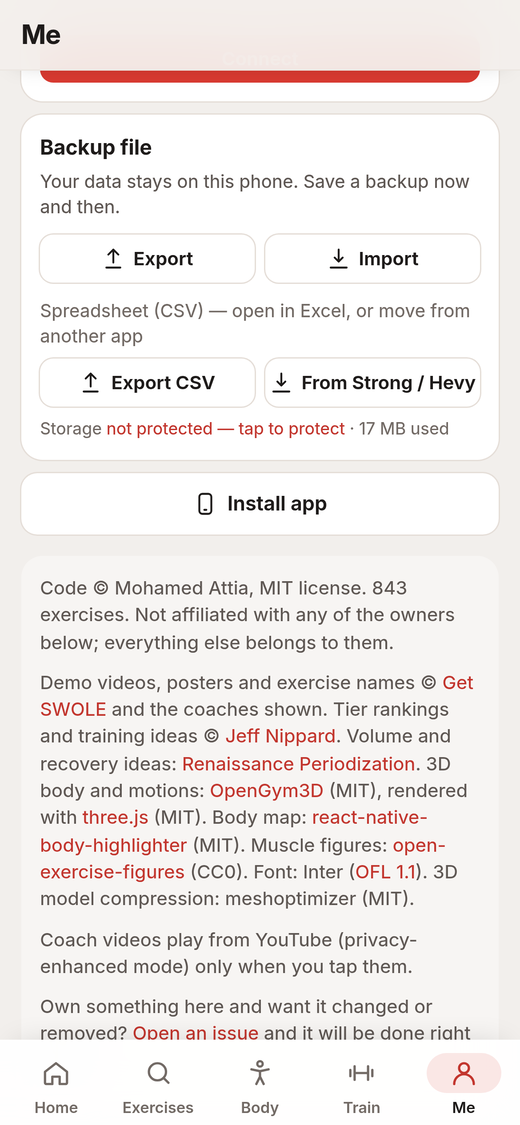 Me
Connect
Backup file
Your data stays on this phone. Save a backup now
and then.
Export
Import
Spreadsheet (CSV) — open in Excel, or move from
another app
Export CSV
From Strong / Hevy
Storage not protected — tap to protect · 17 MB used
Install app
Code © Mohamed Attia, MIT license. 843
exercises. Not affiliated with any of the owners
below; everything else belongs to them.
Demo videos, posters and exercise names © Get
SWOLE and the coaches shown. Tier rankings
and training ideas © Jeff Nippard. Volume and
recovery ideas: Renaissance Periodization. 3D
body and motions: OpenGym3D (MIT), rendered
with three.js (MIT). Body map: react-native-
body-highlighter (MIT). Muscle figures: open-
exercise-figures (CC0). Font: Inter (OFL 1.1). 3D
model compression: meshoptimizer (MIT).
Coach videos play from YouTube (privacy-
enhanced mode) only when you tap them.
Own something here and want it changed or
removed? Open an issue and it will be done right
Home
Exercises
Body
Train
Me